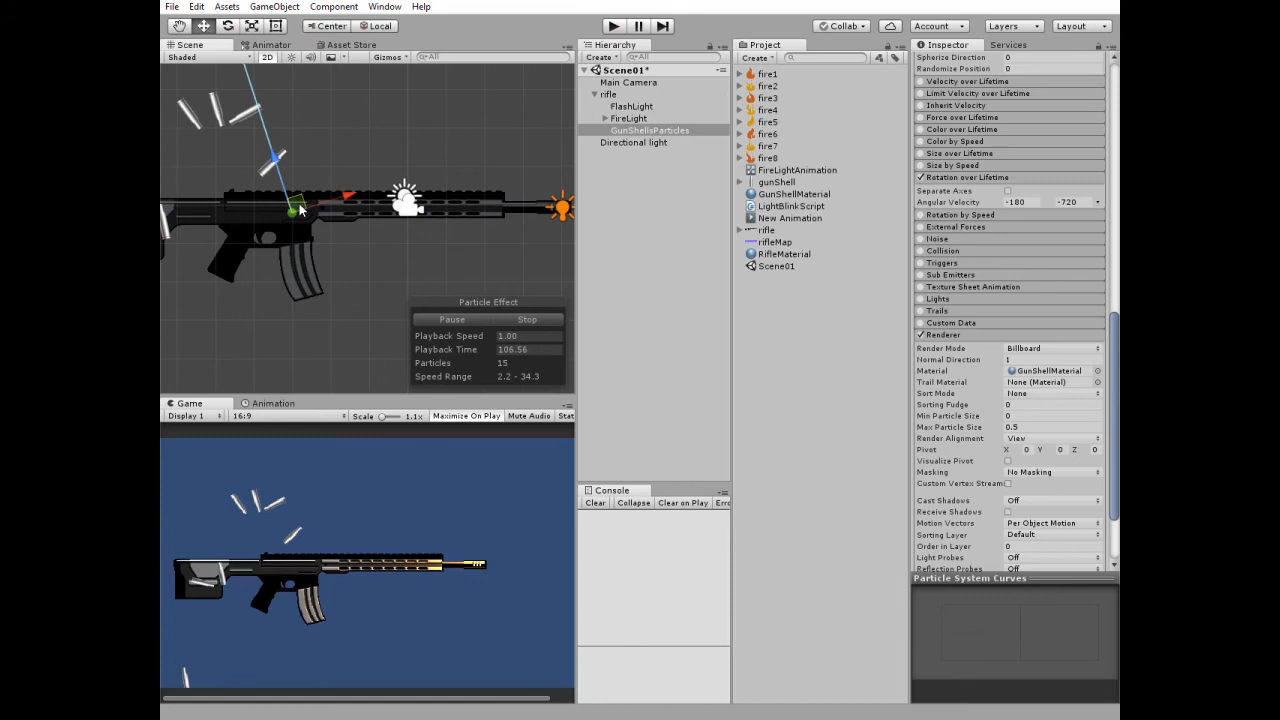 File Edit Assets GameObject Component Window Help
Center Local Collab Account Layers Layout
Scene Animator Asset Store
Shaded 2D Gizmos All
Particle Effect
Pause Stop
Playback Speed 1.00
Playback Time 106.56
Particles 15
Speed Range 2.2 - 34.3
Game Animation
Display 1 16:9 Scale 1.1x Maximize On Play Mute Audio Stat
Hierarchy
Create All
Scene01*
Main Camera
rifle
FlashLight
FireLight
GunShellsParticles
Directional light
Console
Clear Collapse Clear on Play Erro
Project
Create
fire1
fire2
fire3
fire4
fire5
fire6
fire7
fire8
FireLightAnimation
gunShell
GunShellMaterial
LightBlinkScript
New Animation
rifle
rifleMap
RifleMaterial
Scene01
Inspector Services
Spherize Direction 0
Randomize Position 0
Velocity over Lifetime
Limit Velocity over Lifetime
Inherit Velocity
Force over Lifetime
Color over Lifetime
Color by Speed
Size over Lifetime
Size by Speed
Rotation over Lifetime
Separate Axes
Angular Velocity -180 -720
Rotation by Speed
External Forces
Noise
Collision
Triggers
Sub Emitters
Texture Sheet Animation
Lights
Trails
Custom Data
Renderer
Render Mode Billboard
Normal Direction 1
Material GunShellMaterial
Trail Material None (Material)
Sort Mode None
Sorting Fudge 0
Min Particle Size 0
Max Particle Size 0.5
Render Alignment View
Pivot X 0 Y 0 Z 0
Visualize Pivot
Masking No Masking
Custom Vertex Stream
Cast Shadows Off
Receive Shadows
Motion Vectors Per Object Motion
Sorting Layer Default
Order in Layer 0
Light Probes Off
Reflection Probes Off
Particle System Curves